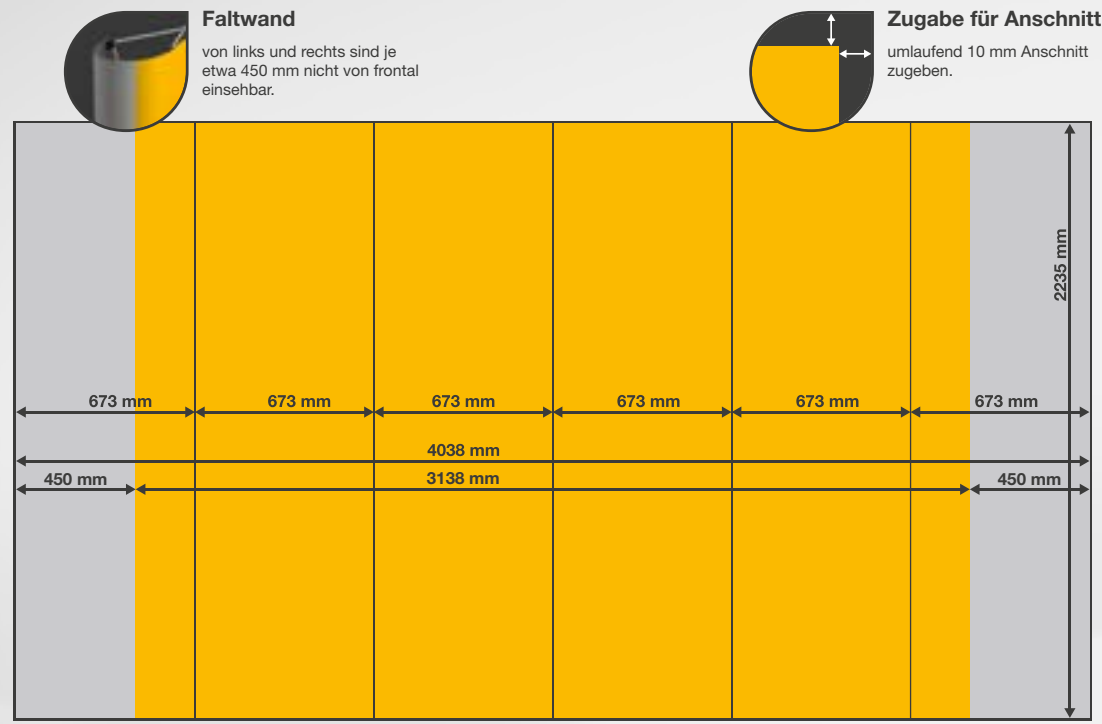 Faltwand
von links und rechts sind je
etwa 450 mm nicht von frontal
einsehbar.
Zugabe für Anschnitt
umlaufend 10 mm Anschnitt
zugeben.
2235 mm
673 mm 673 mm 673 mm 673 mm 673 mm 673 mm
4038 mm
450 mm 3138 mm 450 mm